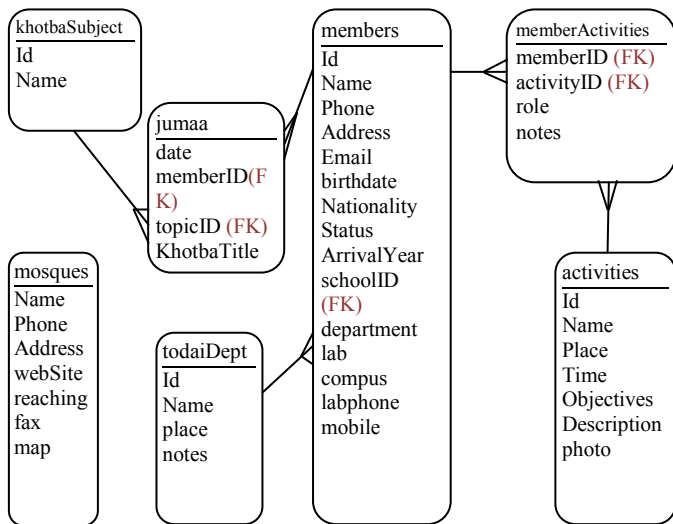 khotbaSubject
Id
Name
jumaa
date
memberID(F
K)
topicID (FK)
KhotbaTitle
members
Id
Name
Phone
Address
Email
birthdate
Nationality
Status
ArrivalYear
schoolID
(FK)
department
lab
compus
labphone
mobile
memberActivities
memberID (FK)
activityID (FK)
role
notes
mosques
Name
Phone
Address
webSite
reaching
fax
map
todaiDept
Id
Name
place
notes
activities
Id
Name
Place
Time
Objectives
Description
photo